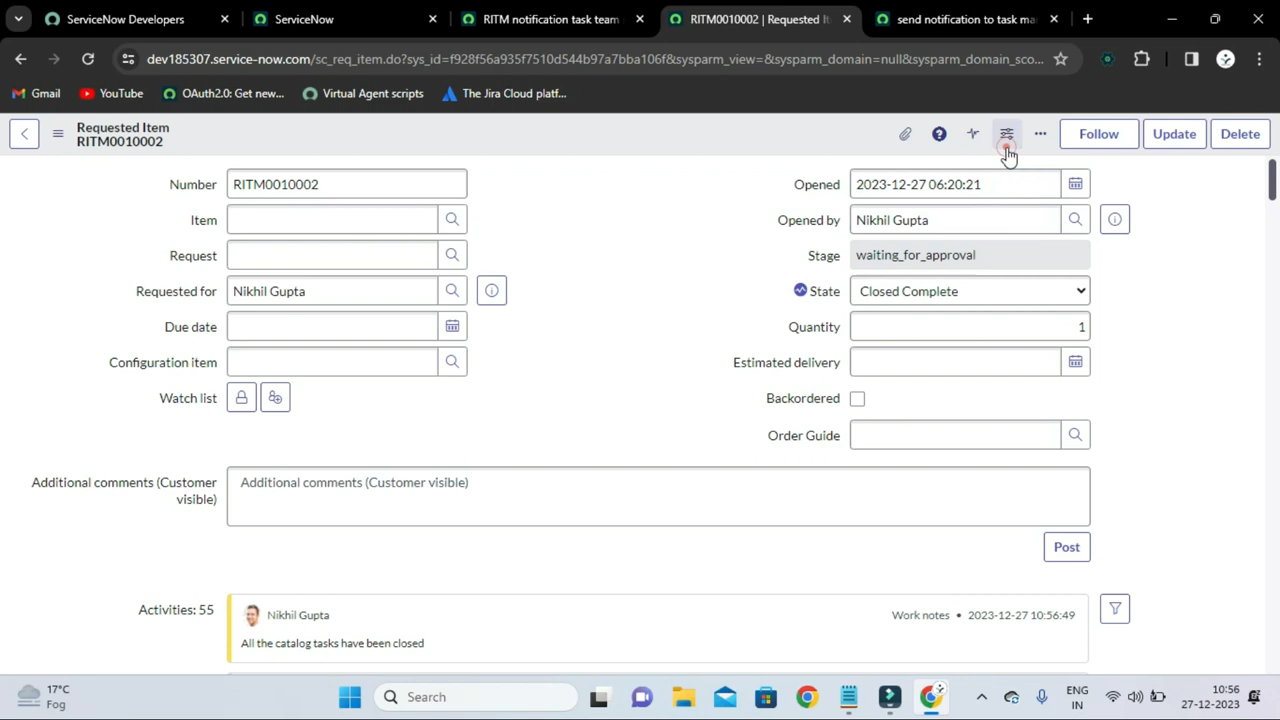 ServiceNow Developers
ServiceNow
RITM notification task team
RITM0010002 | Requested It
send notification to task ma
dev185307.service-now.com/sc_req_item.do?sys_id=f928f56a935f7510d544b97a7bba106f&sysparm_view=&sysparm_domain=null&sysparm_domain_sco...
Gmail
YouTube
OAuth2.0: Get new...
Virtual Agent scripts
The Jira Cloud platf...
Requested Item
RITM0010002
Follow
Update
Delete
Number RITM0010002
Opened 2023-12-27 06:20:21
Item
Opened by Nikhil Gupta
Request
Stage waiting_for_approval
Requested for Nikhil Gupta
State Closed Complete
Due date
Quantity 1
Configuration item
Estimated delivery
Watch list
Backordered
Order Guide
Additional comments (Customer
visible)
Additional comments (Customer visible)
Post
Activities: 55
Nikhil Gupta
Work notes • 2023-12-27 10:56:49
All the catalog tasks have been closed
17°C
Fog
Search
ENG
IN
10:56
27-12-2023